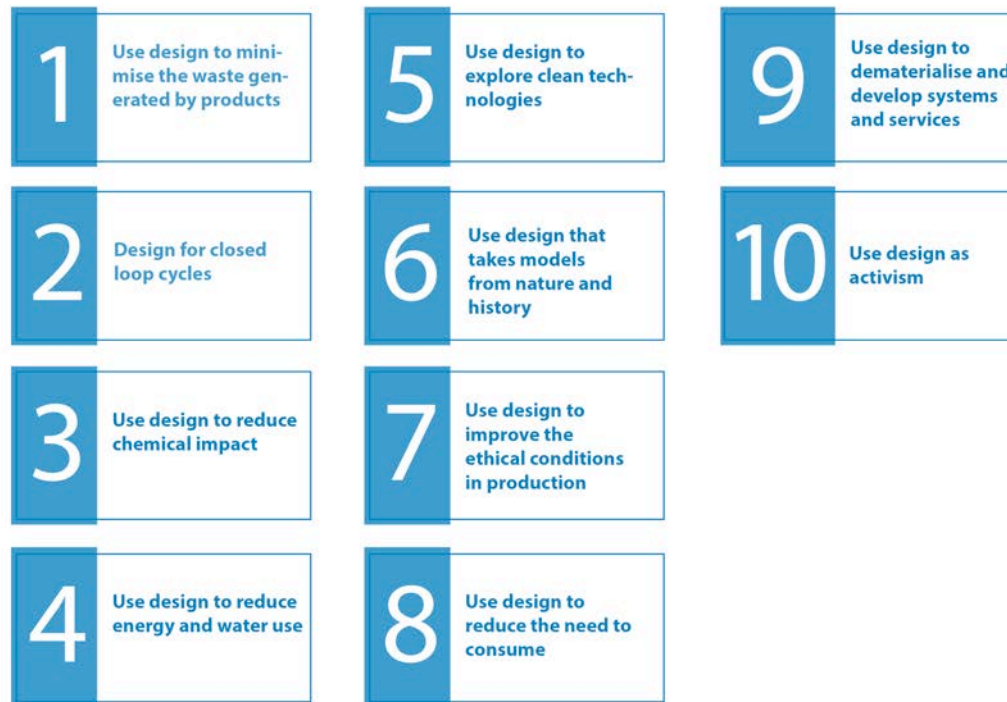 1
Use design to mini-
mise the waste gen-
erated by products
2
Design for closed
loop cycles
3
Use design to reduce
chemical impact
4
Use design to reduce
energy and water use
5
Use design to
explore clean tech-
nologies
6
Use design that
takes models
from nature and
history
7
Use design to
improve the
ethical conditions
in production
8
Use design to
reduce the need to
consume
9
Use design to
dematerialise and
develop systems
and services
10
Use design as
activism